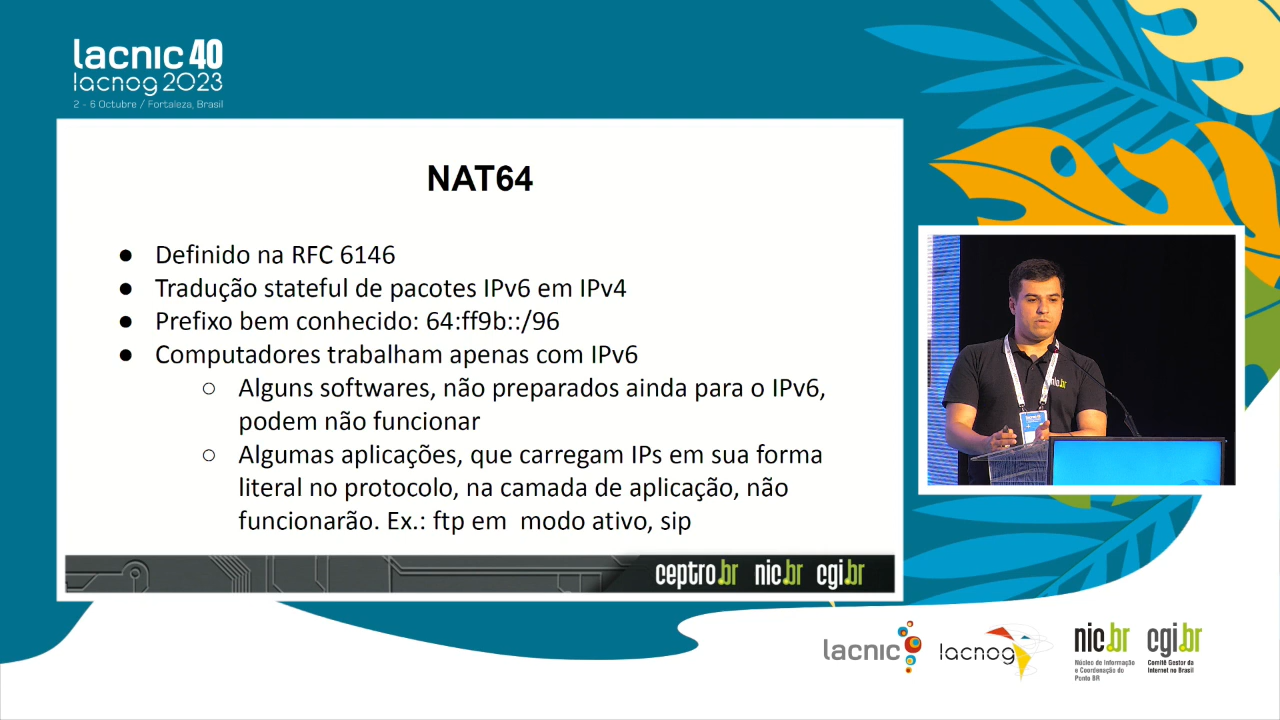 lacnic 40
lacnog 2023
2 - 6 Octubre / Fortaleza, Brasil
NAT64
● Definido na RFC 6146
● Tradução stateful de pacotes IPv6 em IPv4
● Prefixo bem conhecido: 64:ff9b::/96
● Computadores trabalham apenas com IPv6
○ Alguns softwares, não preparados ainda para o IPv6,
podem não funcionar
○ Algumas aplicações, que carregam IPs em sua forma
literal no protocolo, na camada de aplicação, não
funcionarão. Ex.: ftp em  modo ativo, sip
ceptro.br nic.br cgi.br
lacnic lacnog nic.br cgi.br
Núcleo de Informação
e Coordenação do
Ponto BR
Comitê Gestor da
Internet no Brasil